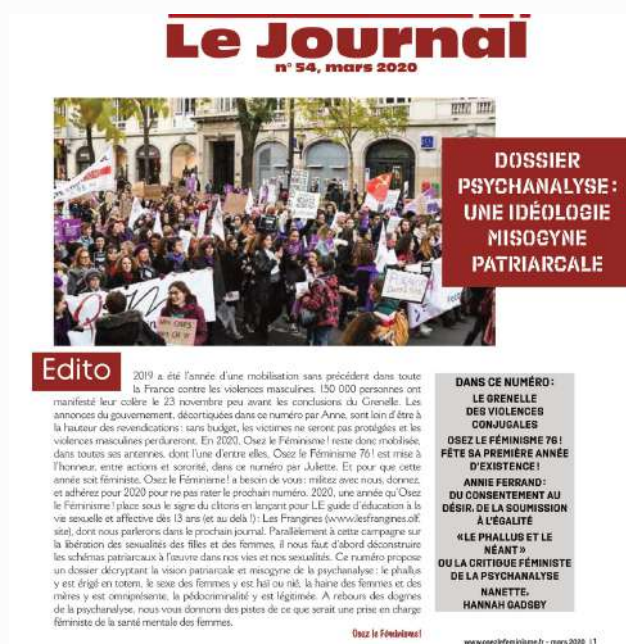 Le Journal
n° 54, mars 2020
DOSSIER
PSYCHANALYSE :
UNE IDÉOLOGIE
MISOGYNE
PATRIARCALE
Edito
2019 a été l'année d'une mobilisation sans précédent dans toute
la France contre les violences masculines. 150 000 personnes ont
manifesté leur colère le 23 novembre peu avant les conclusions du Grenelle. Les
annonces du gouvernement, décortiquées dans ce numéro par Anne, sont loin d'être à
la hauteur des revendications : sans budget, les victimes ne seront pas protégées et les
violences masculines perdureront. En 2020, Osez le Féminisme ! reste donc mobilisée,
dans toutes ses antennes, dont l'une d'entre elles, Osez le Féminisme 76 ! est mise à
l'honneur, entre actions et sororité, dans ce numéro par Juliette. Et pour que cette
année soit féministe, Osez le Féminisme ! a besoin de vous : militez avec nous, donnez,
et adhérez pour 2020 pour ne pas rater le prochain numéro. 2020, une année qu'Osez
le Féminisme ! place sous le signe du clitoris en lançant pour LE guide d'éducation à la
vie sexuelle et affective dès 13 ans (et au delà !) : Les Frangines (www.lesfrangines.olf.
site), dont nous parlerons dans le prochain journal. Parallèlement à cette campagne sur
la libération des sexualités des filles et des femmes, il nous faut d'abord déconstruire
les schémas patriarcaux à l'œuvre dans nos vies et nos sexualités. Ce numéro propose
un dossier décryptant la vision patriarcale et misogyne de la psychanalyse : le phallus
y est érigé en totem, le sexe des femmes y est haï ou nié, la haine des femmes et des
mères y est omniprésente, la pédocriminalité y est légitimée. A rebours des dogmes
de la psychanalyse, nous vous donnons des pistes de ce que serait une prise en charge
féministe de la santé mentale des femmes.
Osez le Féminisme!
DANS CE NUMÉRO :
LE GRENELLE
DES VIOLENCES
CONJUGALES
OSEZ LE FÉMINISME 76 !
FÊTE SA PREMIÈRE ANNÉE
D'EXISTENCE !
ANNIE FERRAND :
DU CONSENTEMENT AU
DÉSIR, DE LA SOUMISSION
À L'ÉGALITÉ
«LE PHALLUS ET LE
NÉANT»
OU LA CRITIQUE FÉMINISTE
DE LA PSYCHANALYSE
NANETTE,
HANNAH GADSBY
www.osezlefeminisme.fr - mars 2020 | 1